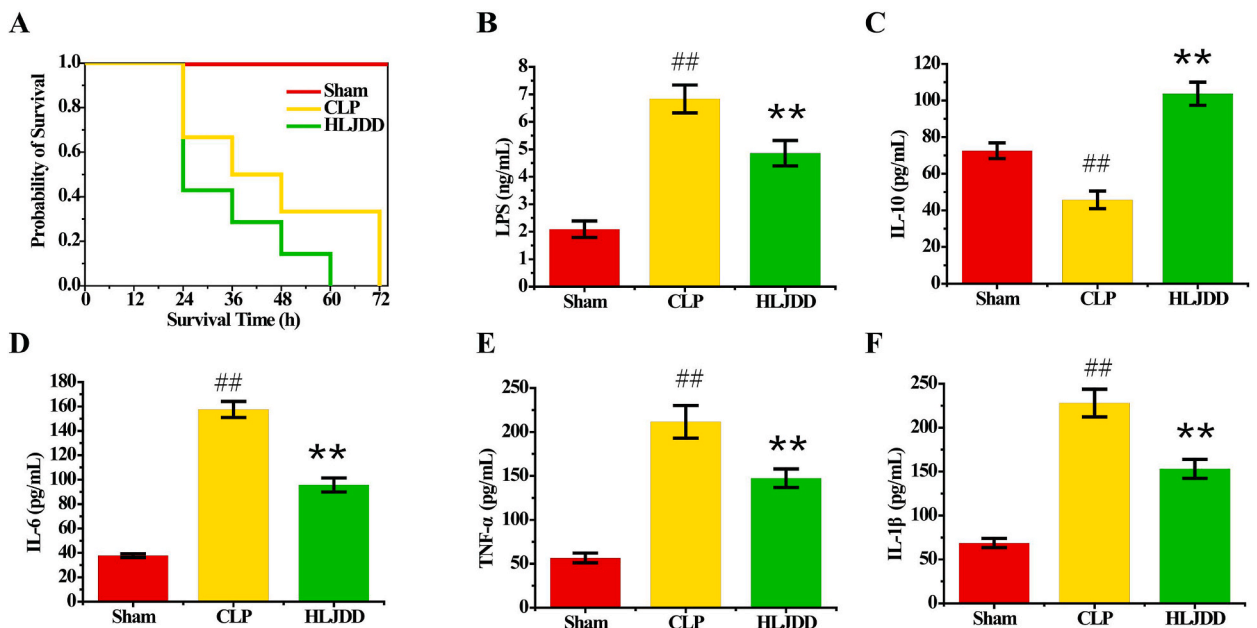 A
Probability of Survival
1.0
0.8
0.6
0.4
0.2
0.0
Sham
CLP
HLJDD
0 12 24 36 48 60 72
Survival Time (h)
B
LPS (ng/mL)
8
7
6
5
4
3
2
1
0
##
**
Sham CLP HLJDD
C
IL-10 (pg/mL)
120
100
80
60
40
20
0
##
**
Sham CLP HLJDD
D
IL-6 (pg/mL)
180
160
140
120
100
80
60
40
20
0
##
**
Sham CLP HLJDD
E
TNF-α (pg/mL)
250
200
150
100
50
0
##
**
Sham CLP HLJDD
F
IL-1β (pg/mL)
250
200
150
100
50
0
##
**
Sham CLP HLJDD